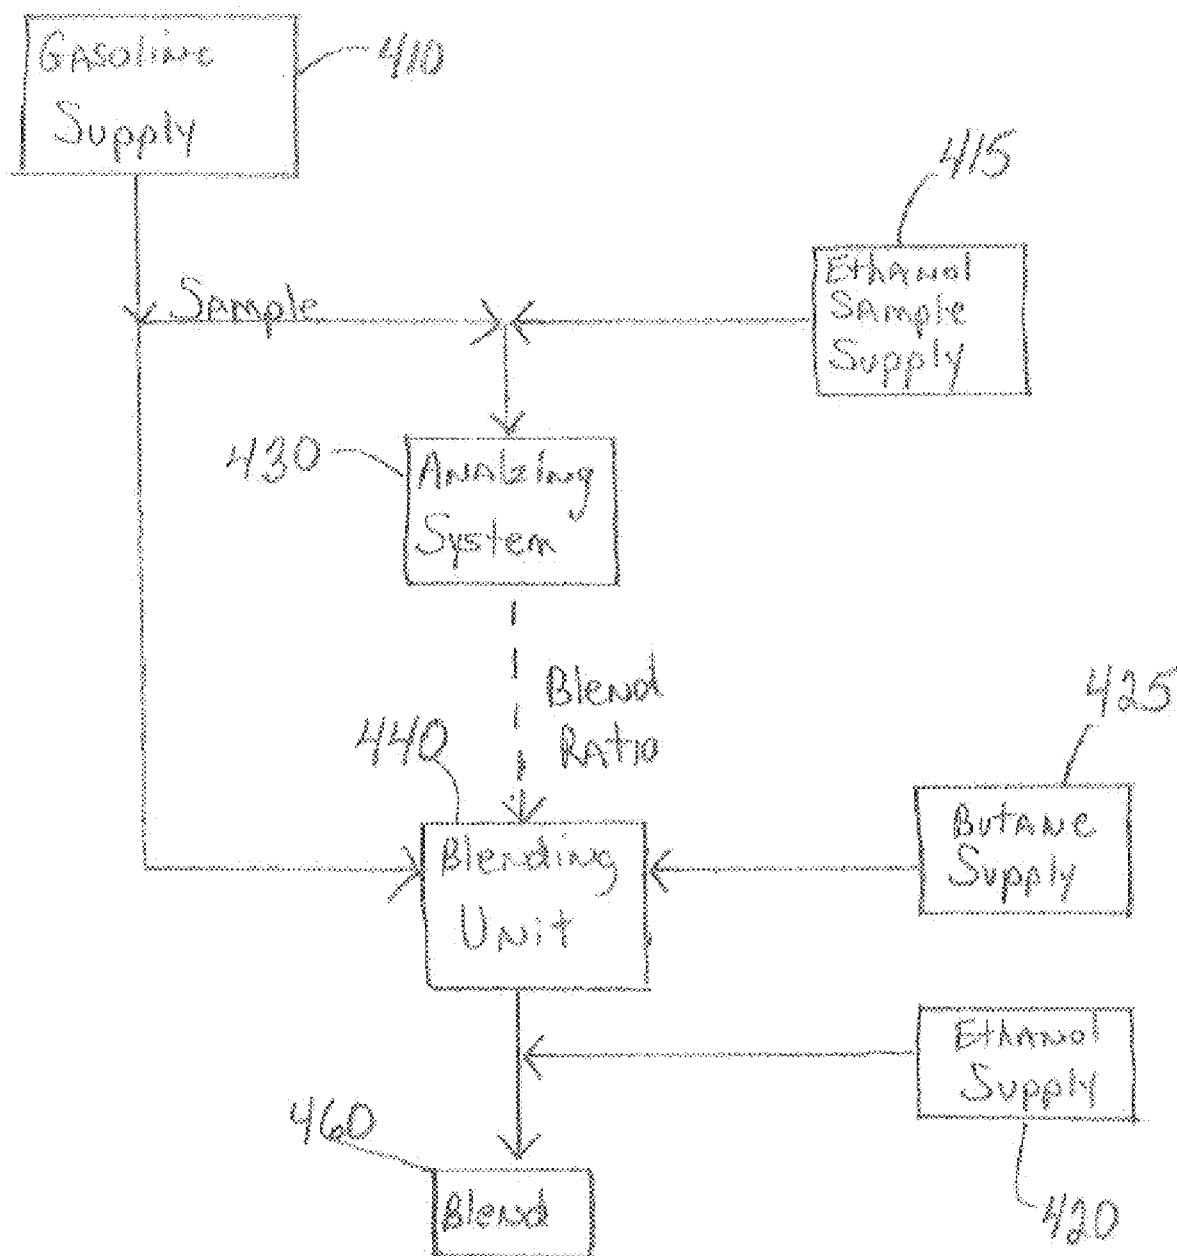 Gasoline
Supply
410
415
Ethanol
Sample
Supply
Sample
430
Analzing
System
Blend
Ratio
440
425
Butane
Supply
Blending
Unit
Ethanol
Supply
460
420
Blend